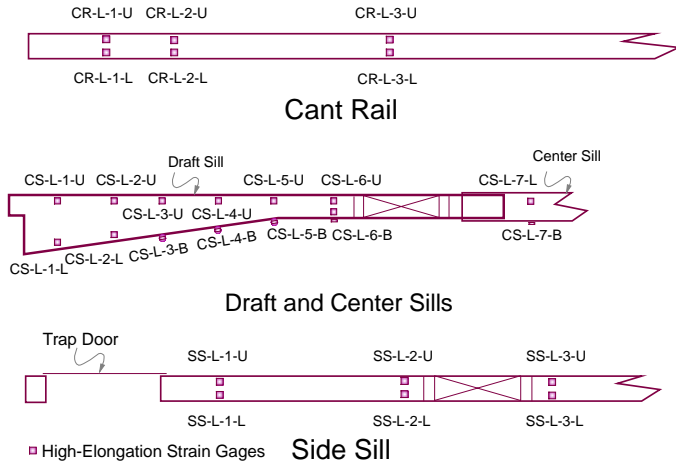 CR-L-1-U CR-L-2-U CR-L-3-U
CR-L-1-L CR-L-2-L CR-L-3-L
Cant Rail
Draft Sill Center Sill
CS-L-1-U CS-L-2-U CS-L-5-U CS-L-6-U CS-L-7-L
CS-L-3-U CS-L-4-U
CS-L-1-L CS-L-2-L CS-L-3-B CS-L-4-B CS-L-5-B CS-L-6-B CS-L-7-B
Draft and Center Sills
Trap Door
SS-L-1-U SS-L-2-U SS-L-3-U
SS-L-1-L SS-L-2-L SS-L-3-L
High-Elongation Strain Gages
Side Sill